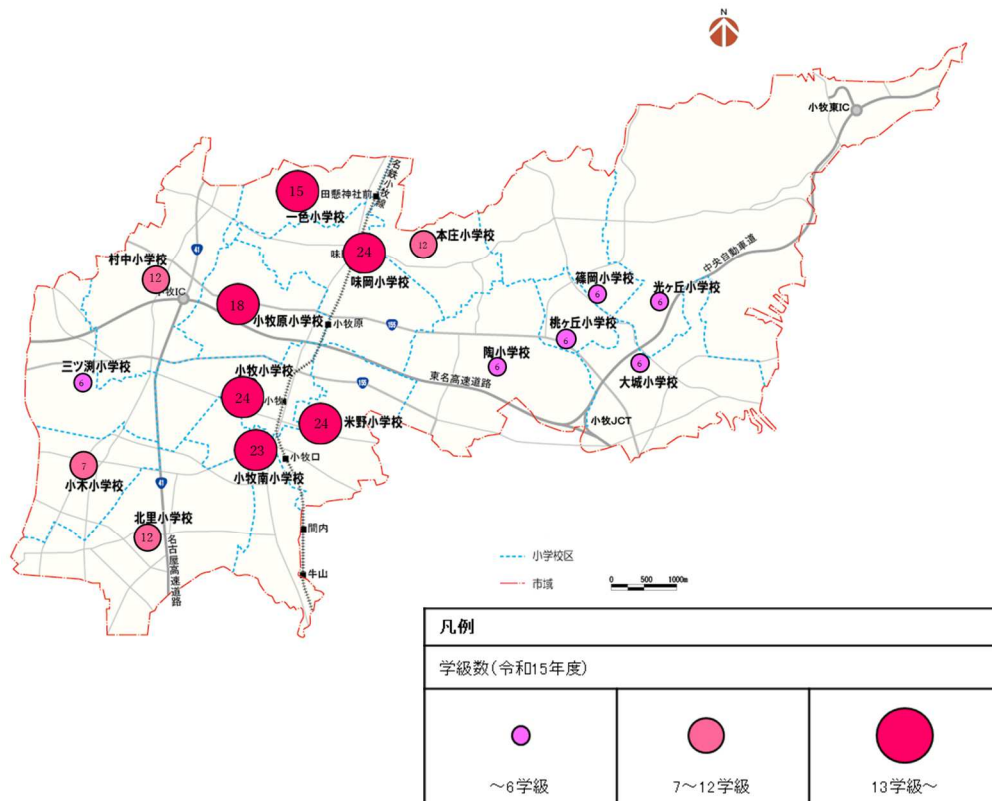 N
小牧東IC
名鉄小牧線
15
田県神社前
一色小学校
本庄小学校
12
41
村中小学校
12
味
24
味岡小学校
中央自動車道
篠岡小学校
6
光ヶ丘小学校
6
小牧IC
18
小牧原小学校
小牧原
155
桃ヶ丘小学校
6
三ツ渕小学校
6
小牧小学校
24
小牧
155
東名高速道路
陶小学校
6
6
大城小学校
24
米野小学校
小牧JCT
23
小牧口
小牧南小学校
7
小木小学校
41
北里小学校
12
名古屋高速道路
間内
牛山
小学校区
市域
0 500 1000m
凡例
学級数(令和15年度)
～6学級
7～12学級
13学級～